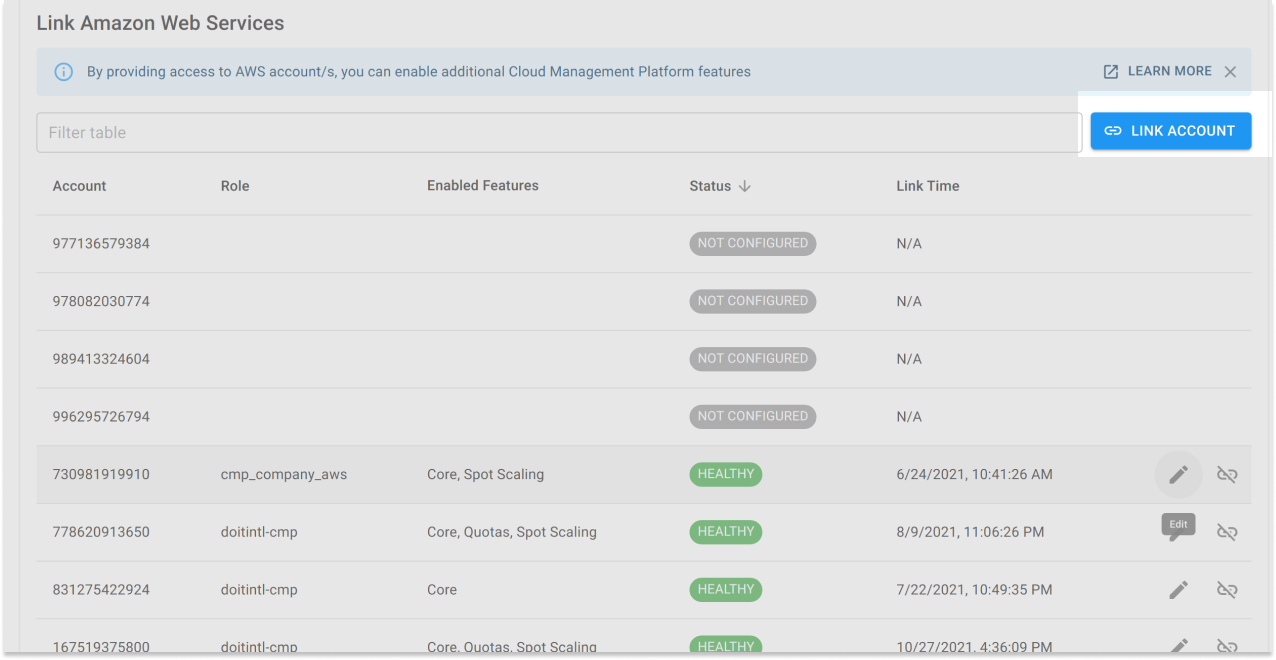 Link Amazon Web Services
By providing access to AWS account/s, you can enable additional Cloud Management Platform features LEARN MORE
Filter table LINK ACCOUNT
Account Role Enabled Features Status Link Time
977136579384 NOT CONFIGURED N/A
978082030774 NOT CONFIGURED N/A
989413324604 NOT CONFIGURED N/A
996295726794 NOT CONFIGURED N/A
730981919910 cmp_company_aws Core, Spot Scaling HEALTHY 6/24/2021, 10:41:26 AM
778620913650 doitintl-cmp Core, Quotas, Spot Scaling HEALTHY 8/9/2021, 11:06:26 PM Edit
831275422924 doitintl-cmp Core HEALTHY 7/22/2021, 10:49:35 PM
167519375800 doitintl-cmp Core, Quotas, Spot Scaling HEALTHY 10/27/2021, 4:36:09 PM